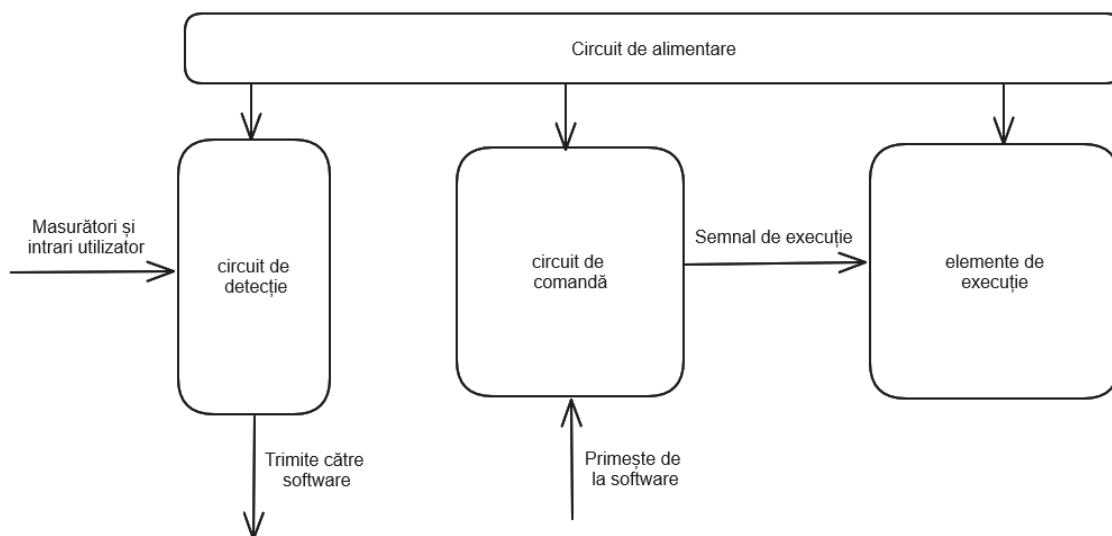 Circuit de alimentare
Masurători și
intrari utilizator
circuit de
detecție
circuit de
comandă
Semnal de execuție
elemente de
execuție
Trimite către
software
Primește de
la software